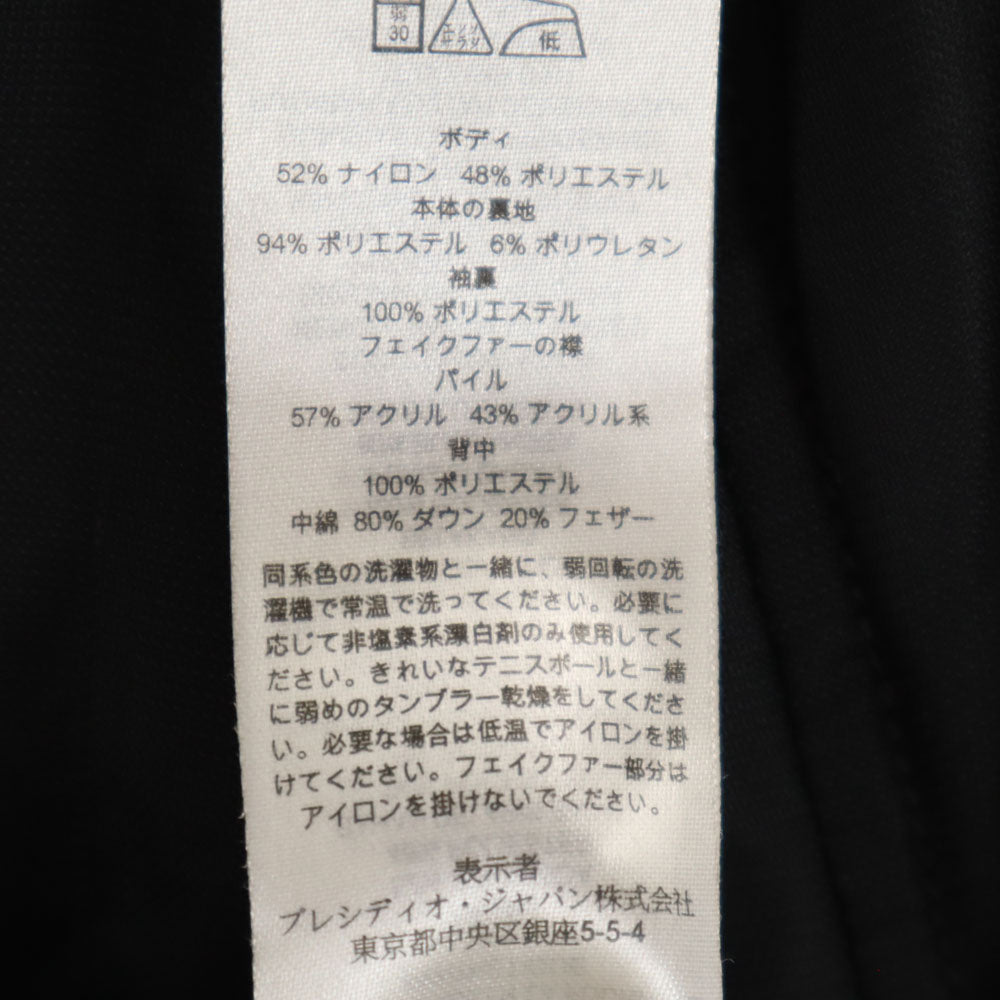 弱
30
エンソ
サラダ
低
ボディ
52% ナイロン 48% ポリエステル
本体の裏地
94% ポリエステル 6% ポリウレタン
袖裏
100% ポリエステル
フェイクファーの襟
パイル
57% アクリル 43% アクリル系
背中
100% ポリエステル
中綿 80% ダウン 20% フェザー
同系色の洗濯物と一緒に、弱回転の洗
濯機で常温で洗ってください。必要に
応じて非塩素系漂白剤のみ使用してく
ださい。きれいなテニスボールと一緒
に弱めのタンブラー乾燥をしてくださ
い。必要な場合は低温でアイロンを掛
けてください。フェイクファー部分は
アイロンを掛けないでください。
表示者
プレシディオ・ジャパン株式会社
東京都中央区銀座5-5-4